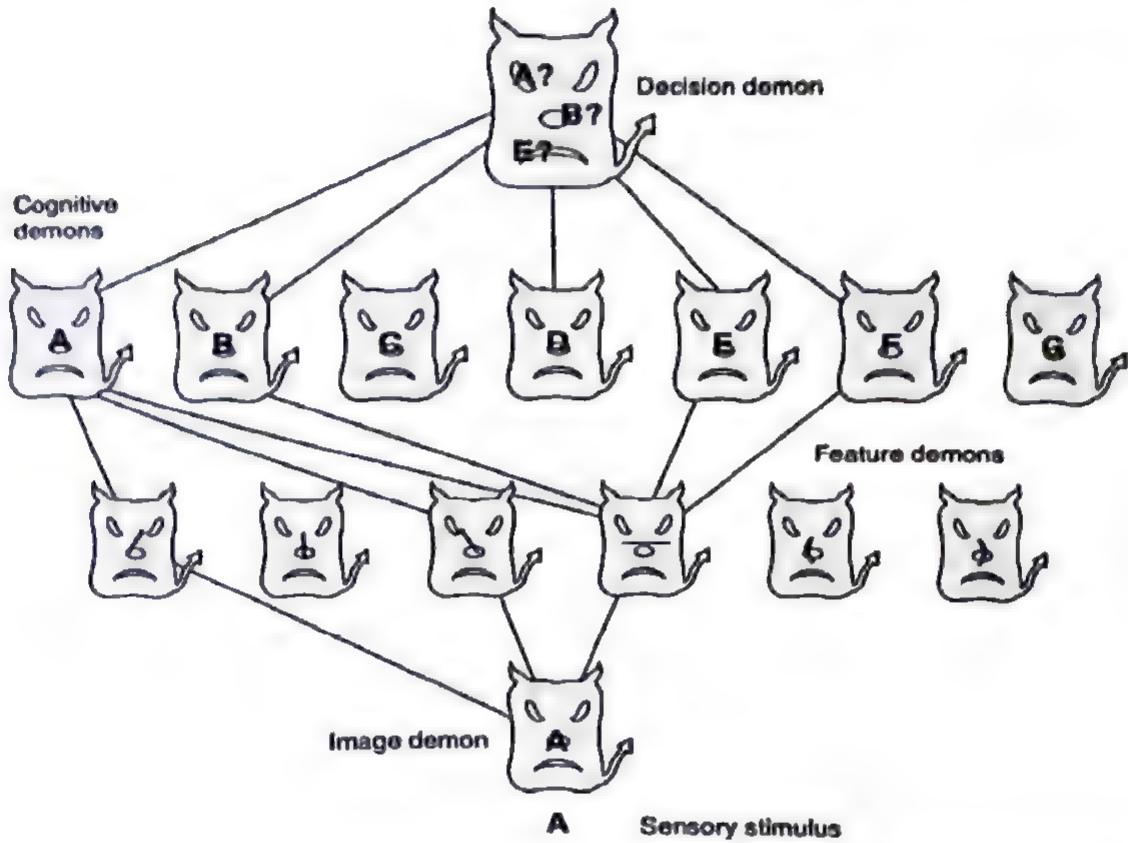 A?
Decision demon
B?
E?
Cognitive
demons
A B C D E F G
Feature demons
Image demon
A
A
Sensory stimulus